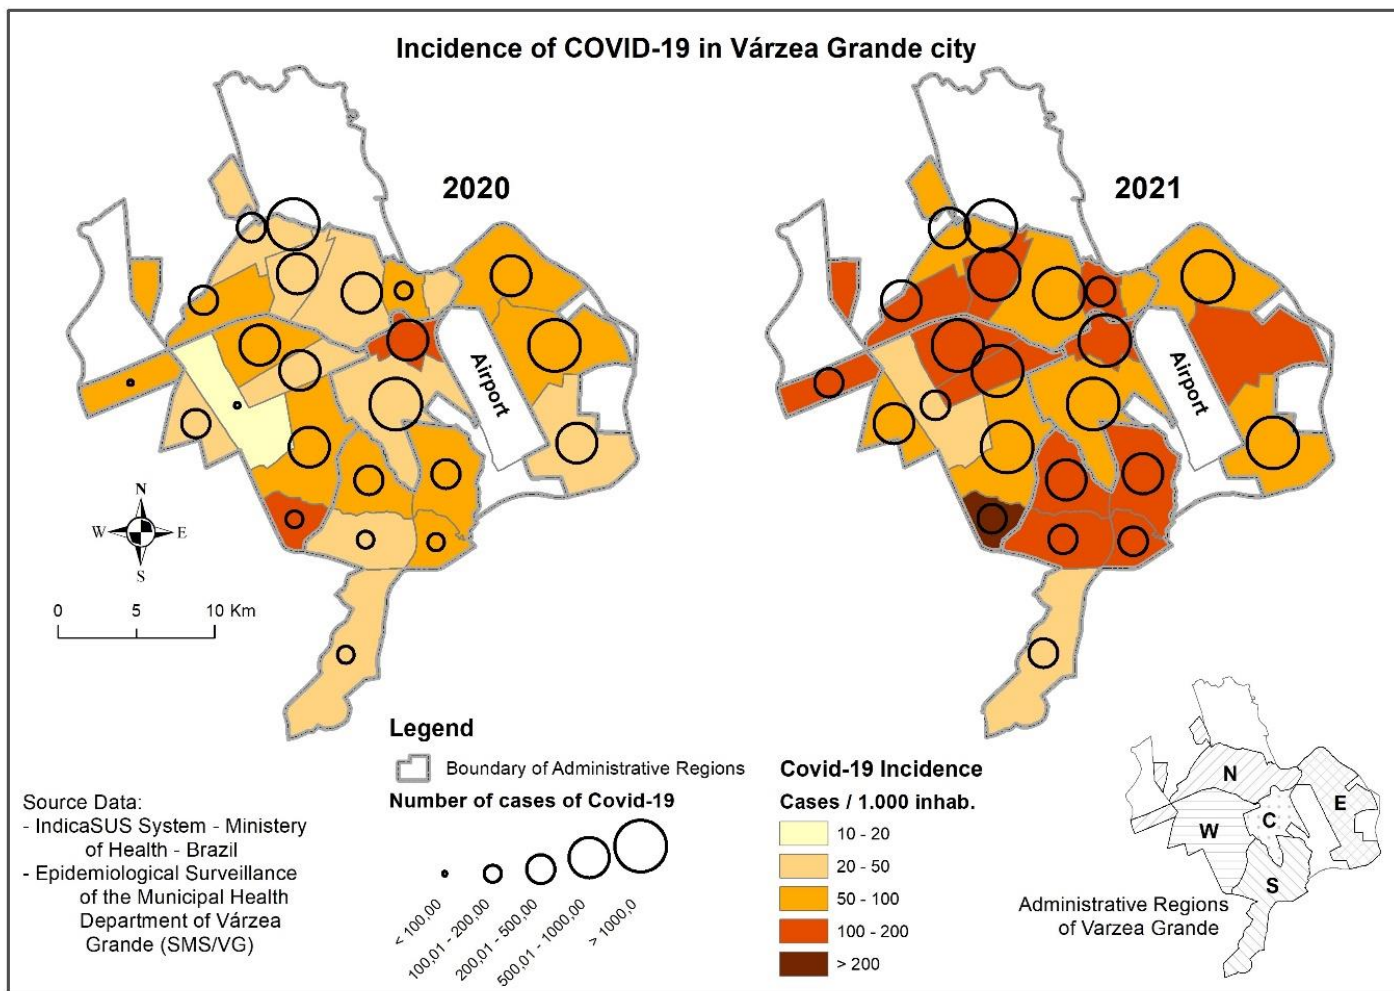 Incidence of COVID-19 in Várzea Grande city
2020
2021
Airport
Airport
N
W
E
S
0 5 10 Km
Legend
Boundary of Administrative Regions
Number of cases of Covid-19
< 100,00
100,01 - 200,00
200,01 - 500,00
500,01 - 1000,00
> 1000,0
Covid-19 Incidence
Cases / 1.000 inhab.
10 - 20
20 - 50
50 - 100
100 - 200
> 200
Source Data:
- IndicaSUS System - Ministery
of Health - Brazil
- Epidemiological Surveillance
of the Municipal Health
Department of Várzea
Grande (SMS/VG)
N
E
W
C
S
Administrative Regions
of Varzea Grande